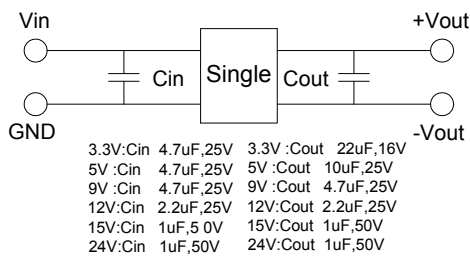 Vin +Vout
Cin Single Cout
GND -Vout
3.3V:Cin 4.7uF,25V 3.3V :Cout 22uF,16V
5V :Cin 4.7uF,25V 5V :Cout 10uF,25V
9V :Cin 4.7uF,25V 9V :Cout 4.7uF,25V
12V:Cin 2.2uF,25V 12V:Cout 2.2uF,25V
15V:Cin 1uF,5 0V 15V:Cout 1uF,50V
24V:Cin 1uF,50V 24V:Cout 1uF,50V